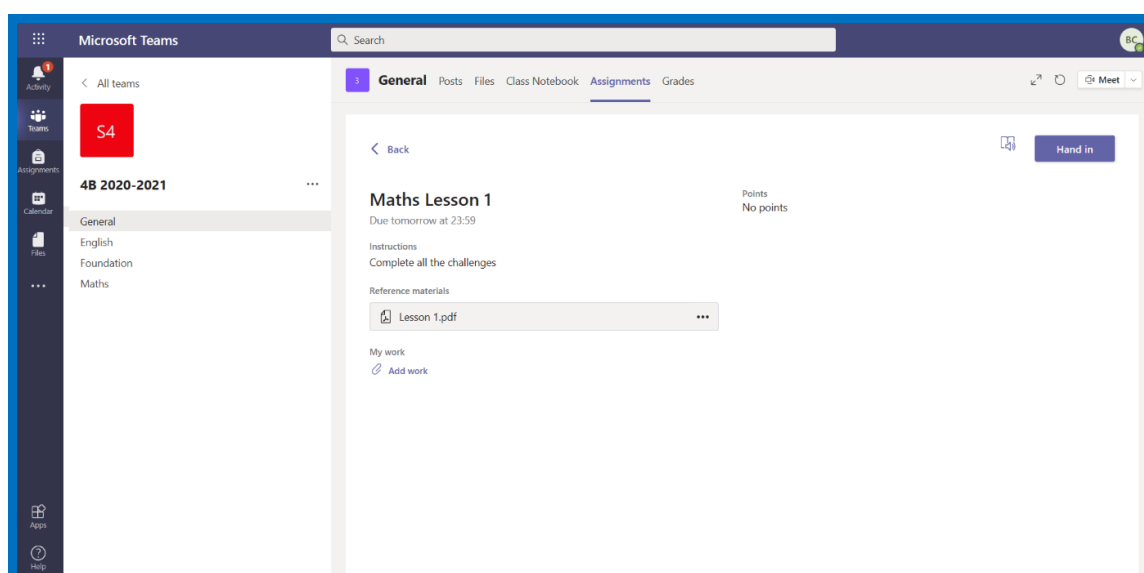 Microsoft Teams
Search
BC
1
Activity
Teams
Assignments
Calendar
Files
Apps
Help
All teams
S4
4B 2020-2021
General
English
Foundation
Maths
3 General Posts Files Class Notebook Assignments Grades
Meet
Back
Hand in
Maths Lesson 1
Due tomorrow at 23:59
Points
No points
Instructions
Complete all the challenges
Reference materials
Lesson 1.pdf
My work
Add work